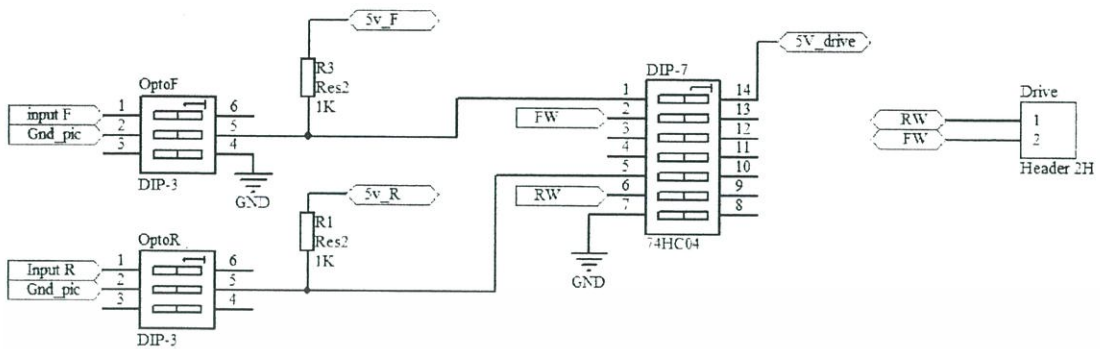 5v_F
R3
Res2
1K
OptoF
input F
Gnd_pic
1
2
3
6
5
4
DIP-3
GND
5v_R
R1
Res2
1K
OptoR
Input R
Gnd_pic
1
2
3
6
5
4
DIP-3
5V_drive
DIP-7
FW
RW
1
2
3
4
5
6
7
14
13
12
11
10
9
8
74HC04
GND
Drive
RW
FW
1
2
Header 2H